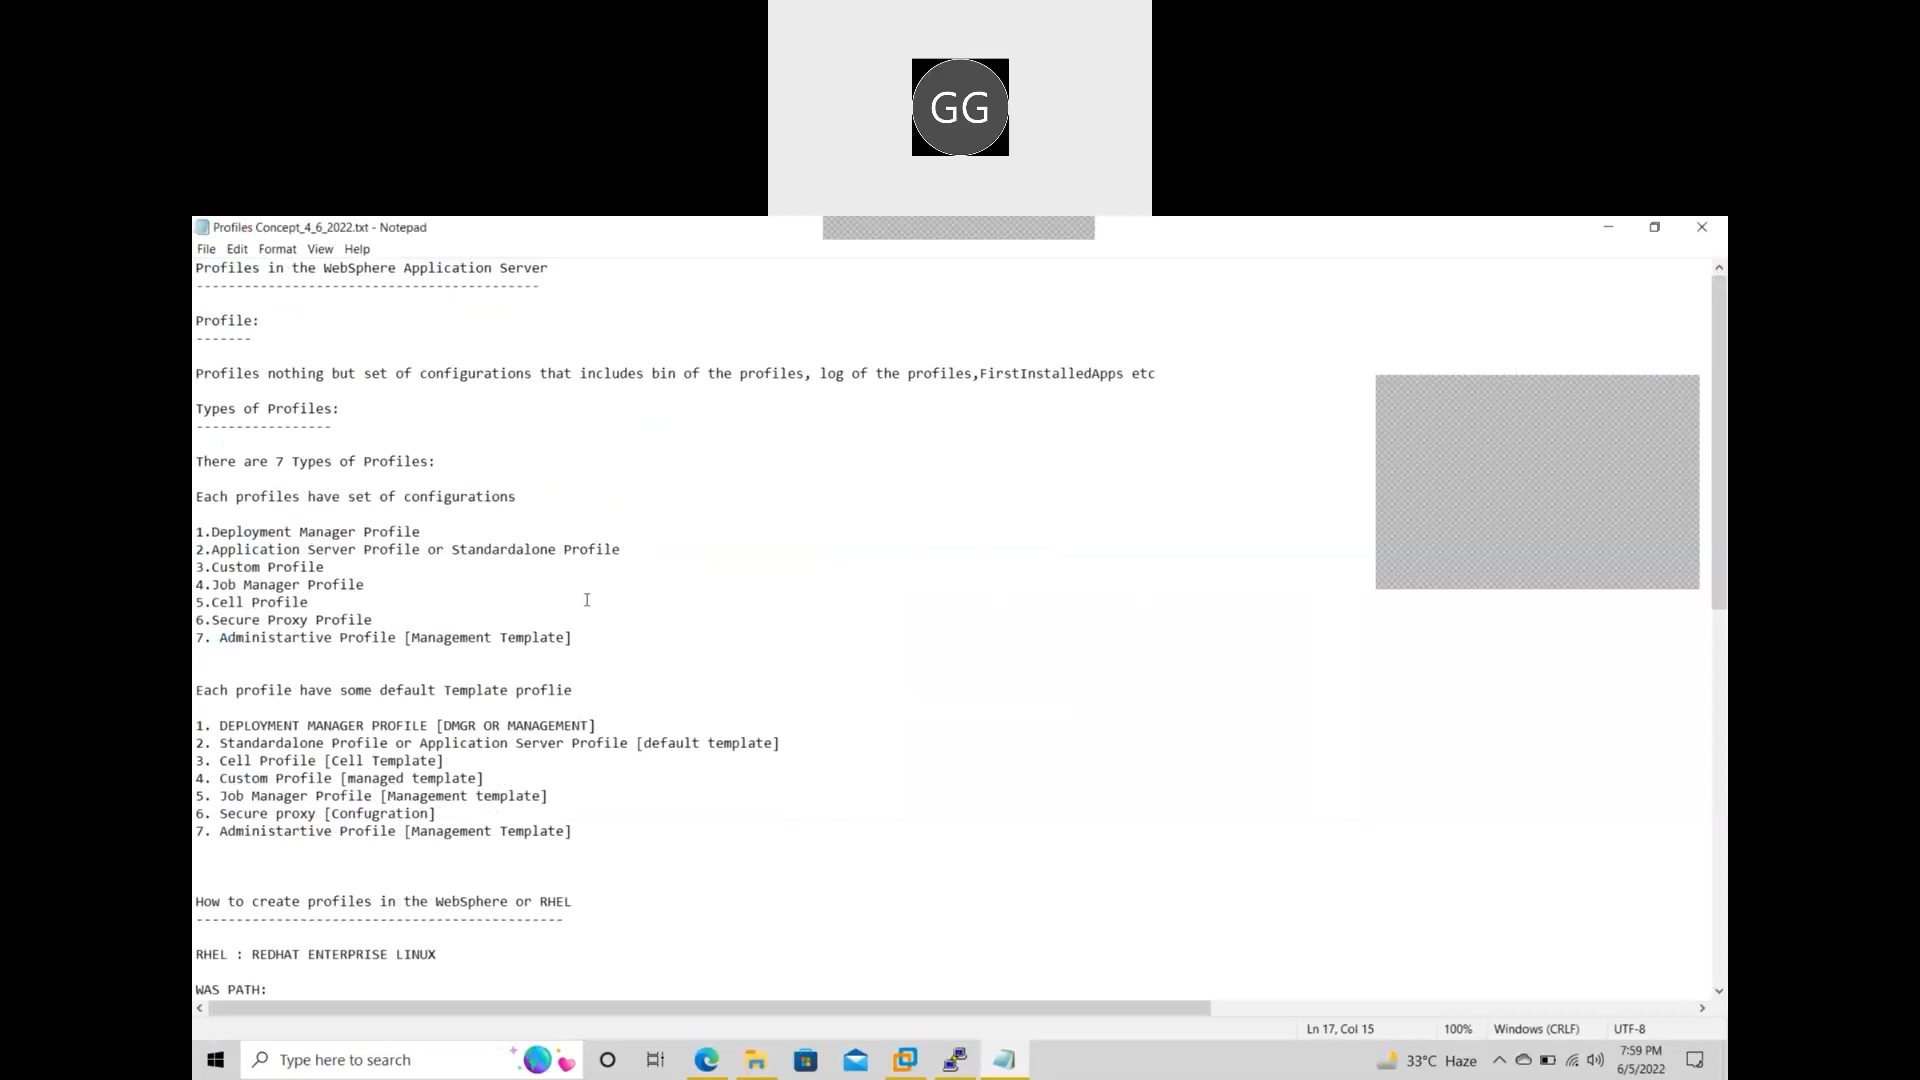 GG
Profiles Concept_4_6_2022.txt - Notepad
File Edit Format View Help
Profiles in the WebSphere Application Server
-------------------------------------------
Profile:
-------
Profiles nothing but set of configurations that includes bin of the profiles, log of the profiles,FirstInstalledApps etc
Types of Profiles:
-----------------
There are 7 Types of Profiles:
Each profiles have set of configurations
1.Deployment Manager Profile
2.Application Server Profile or Standardalone Profile
3.Custom Profile
4.Job Manager Profile
5.Cell Profile
6.Secure Proxy Profile
7. Administartive Profile [Management Template]
Each profile have some default Template proflie
1. DEPLOYMENT MANAGER PROFILE [DMGR OR MANAGEMENT]
2. Standardalone Profile or Application Server Profile [default template]
3. Cell Profile [Cell Template]
4. Custom Profile [managed template]
5. Job Manager Profile [Management template]
6. Secure proxy [Confugration]
7. Administartive Profile [Management Template]
How to create profiles in the WebSphere or RHEL
----------------------------------------------
RHEL : REDHAT ENTERPRISE LINUX
WAS PATH:
Ln 17, Col 15 100% Windows (CRLF) UTF-8
Type here to search 33°C Haze 7:59 PM
6/5/2022